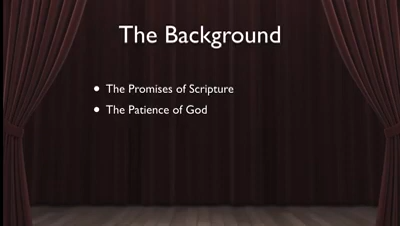 The Background
• The Promises of Scripture
• The Patience of God